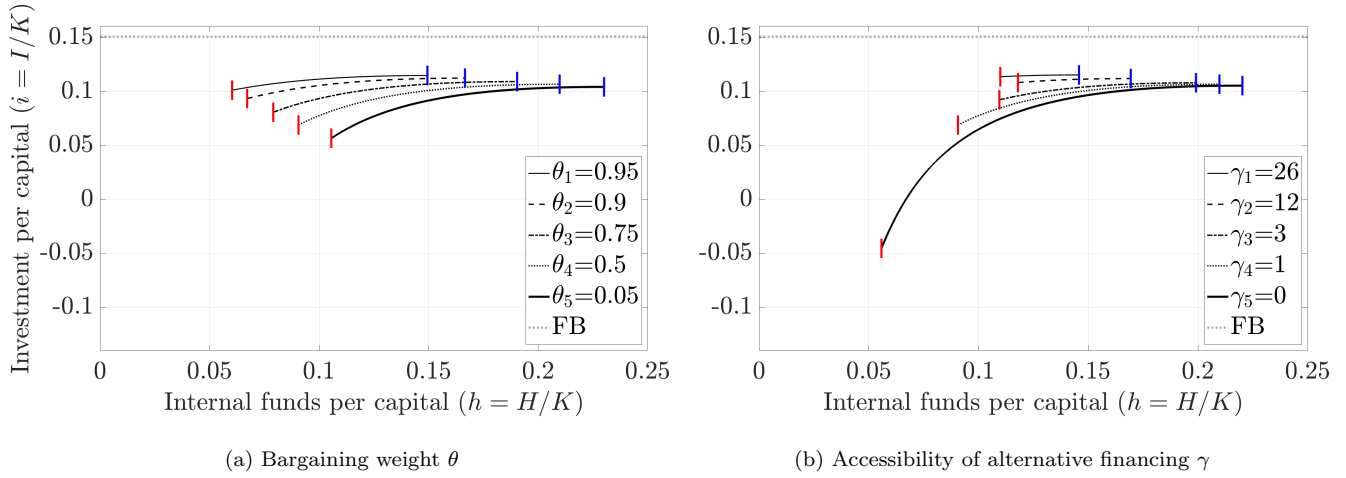 Investment per capital (i = I/K)
0.15
0.1
0.05
0
-0.05
-0.1
0 0.05 0.1 0.15 0.2 0.25
Internal funds per capital (h = H/K)
θ₁=0.95
θ₂=0.9
θ₃=0.75
θ₄=0.5
θ₅=0.05
FB
(a) Bargaining weight θ
0.15
0.1
0.05
0
-0.05
-0.1
0 0.05 0.1 0.15 0.2 0.25
Internal funds per capital (h = H/K)
γ₁=26
γ₂=12
γ₃=3
γ₄=1
γ₅=0
FB
(b) Accessibility of alternative financing γ